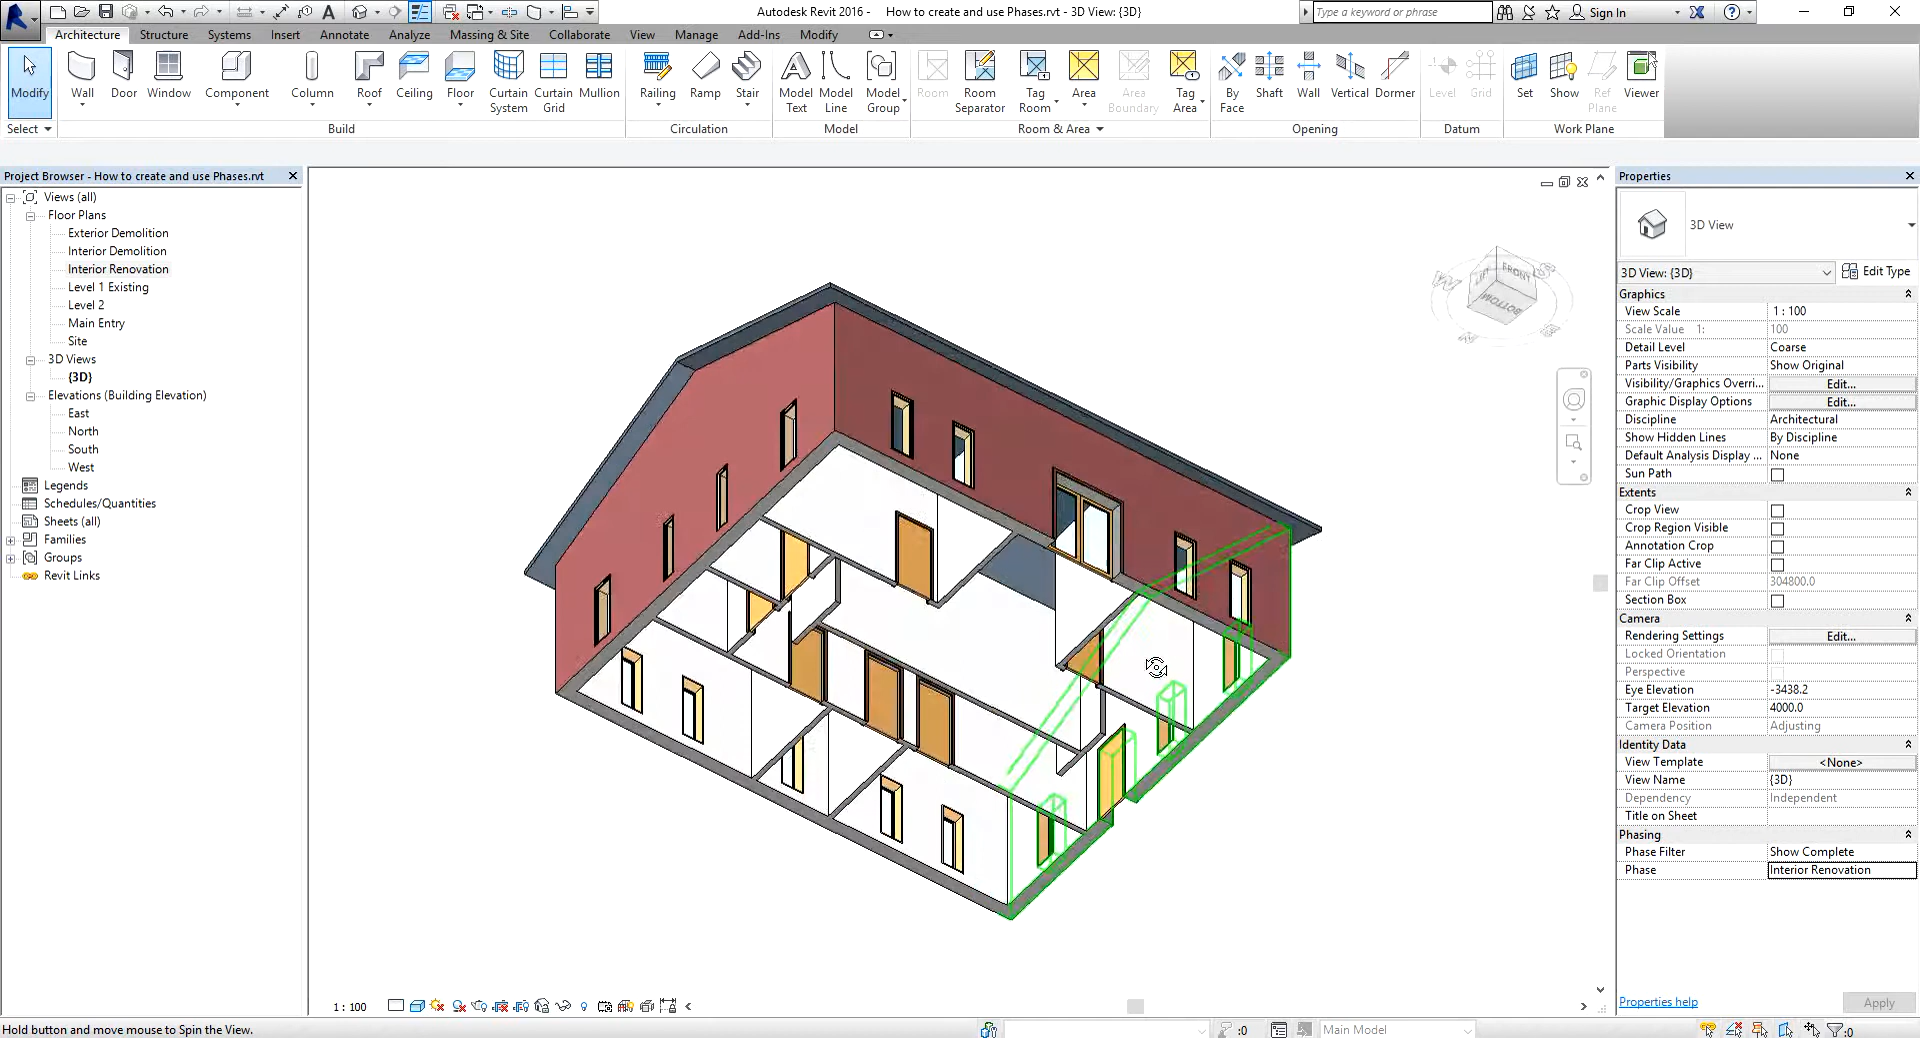 Autodesk Revit 2016 - How to create and use Phases.rvt - 3D View: {3D}
Type a keyword or phrase
Sign In
Architecture Structure Systems Insert Annotate Analyze Massing & Site Collaborate View Manage Add-Ins Modify
Modify Wall Door Window Component Column Roof Ceiling Floor Curtain System Curtain Grid Mullion Railing Ramp Stair Model Text Model Line Model Group Room Room Separator Tag Room Area Area Boundary Tag Area By Face Shaft Wall Vertical Dormer Level Grid Set Show Ref Plane Viewer
Select Build Circulation Model Room & Area Opening Datum Work Plane
Project Browser - How to create and use Phases.rvt
Views (all)
Floor Plans
Exterior Demolition
Interior Demolition
Interior Renovation
Level 1 Existing
Level 2
Main Entry
Site
3D Views
{3D}
Elevations (Building Elevation)
East
North
South
West
Legends
Schedules/Quantities
Sheets (all)
Families
Groups
Revit Links
FRONT
LEFT
BOTTOM
W
S
N
Properties
3D View
3D View: {3D} Edit Type
Graphics
View Scale 1 : 100
Scale Value 1: 100
Detail Level Coarse
Parts Visibility Show Original
Visibility/Graphics Overri... Edit...
Graphic Display Options Edit...
Discipline Architectural
Show Hidden Lines By Discipline
Default Analysis Display ... None
Sun Path
Extents
Crop View
Crop Region Visible
Annotation Crop
Far Clip Active
Far Clip Offset 304800.0
Section Box
Camera
Rendering Settings Edit...
Locked Orientation
Perspective
Eye Elevation -3438.2
Target Elevation 4000.0
Camera Position Adjusting
Identity Data
View Template <None>
View Name {3D}
Dependency Independent
Title on Sheet
Phasing
Phase Filter Show Complete
Phase Interior Renovation
Properties help Apply
1 : 100
Hold button and move mouse to Spin the View.
:0
Main Model
:0